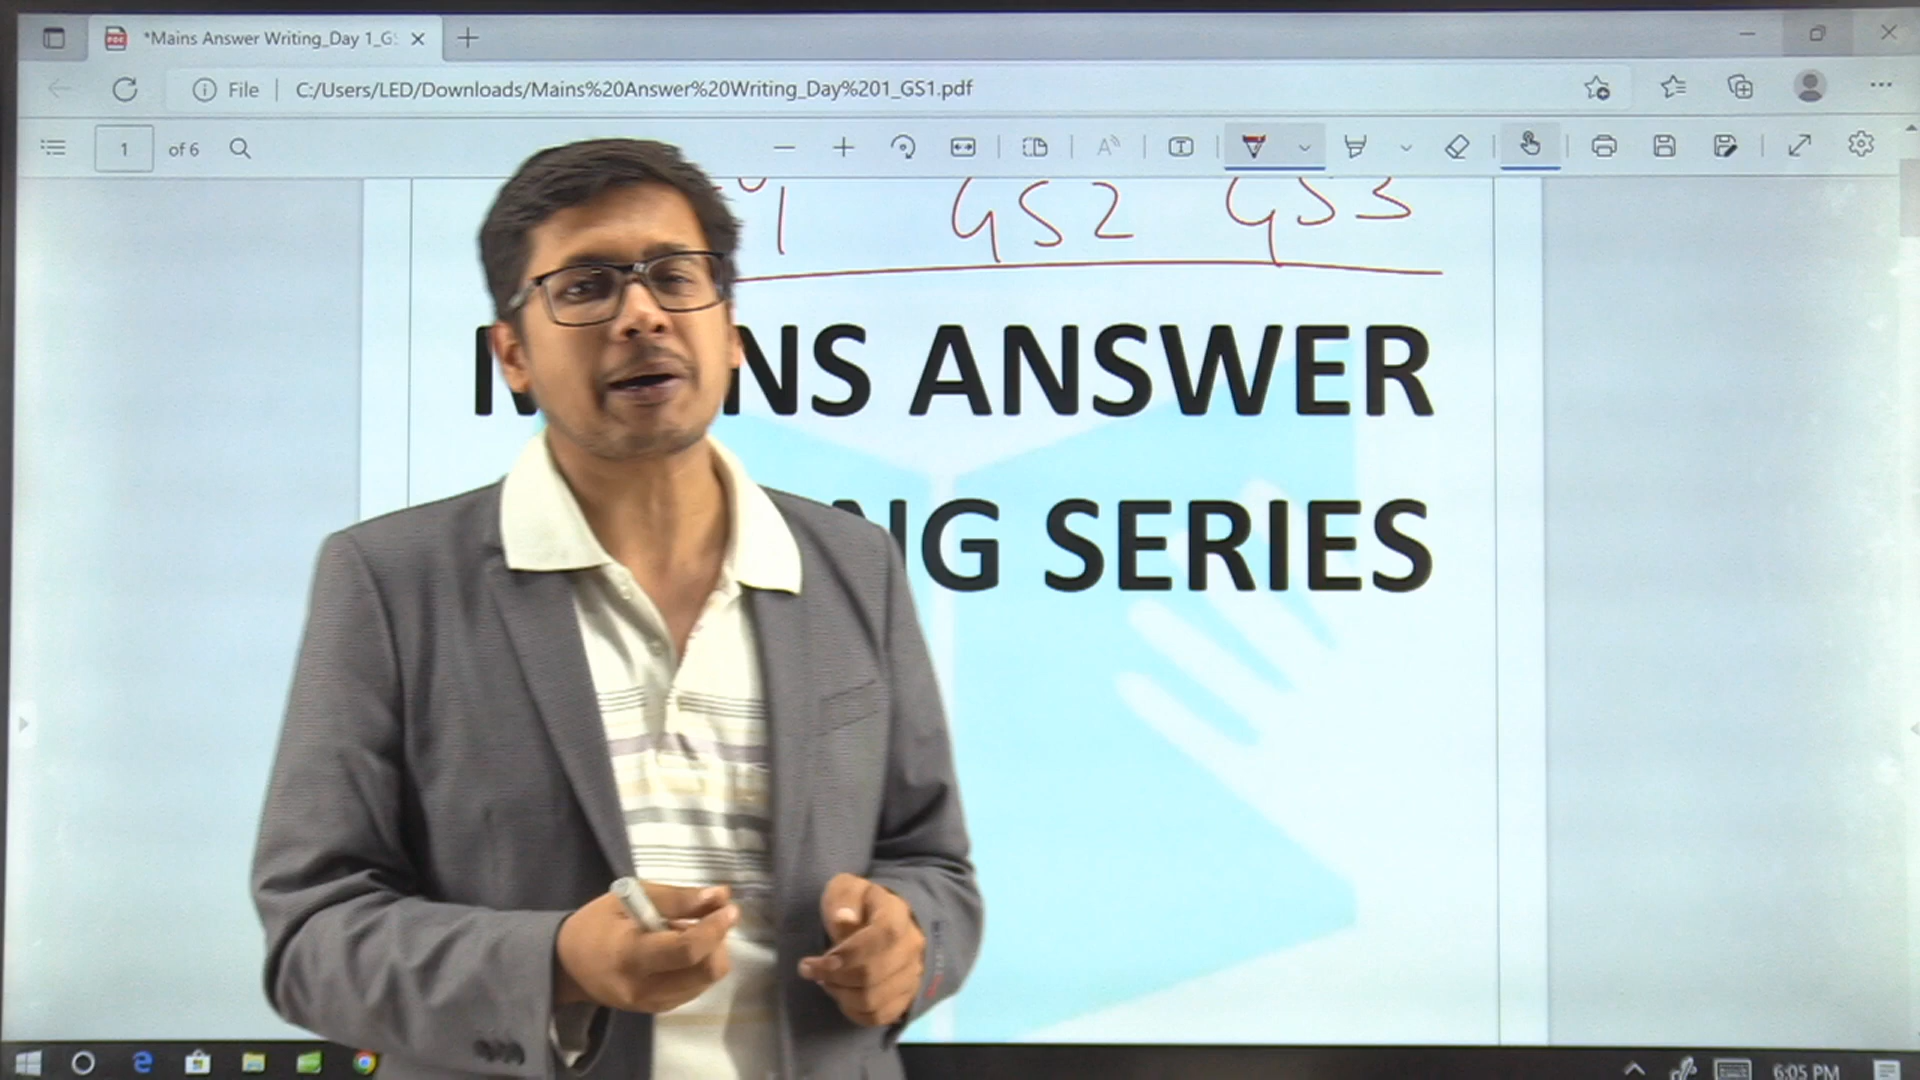 *Mains Answer Writing_Day 1_G
File C:/Users/LED/Downloads/Mains%20Answer%20Writing_Day%201_GS1.pdf
1 of 6
GS2 GS3
NS ANSWER
NG SERIES
6:05 PM